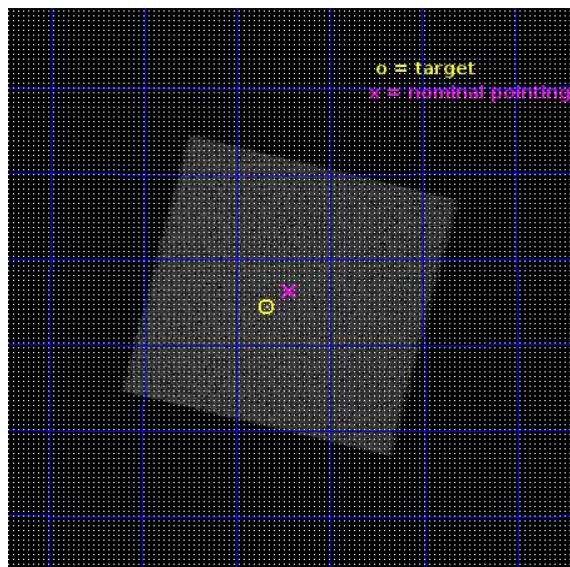 o = target
x = nominal pointing